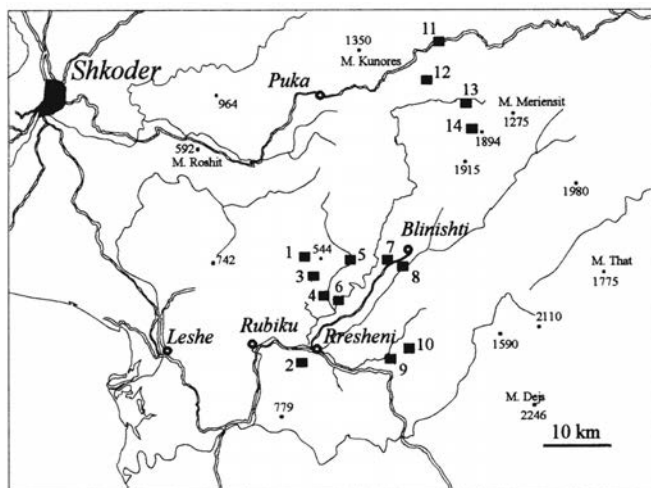 11
1350
M. Kunores
Shkoder
12
Puka
964
13
M. Meriensit
1275
14
1894
592
M. Roshit
1915
1980
Blinishti
1
544
5
7
742
3
8
M. That
1775
4
6
Leshe
Rubiku
Rresheni
2110
1590
10
2
9
M. Deja
2246
779
10 km